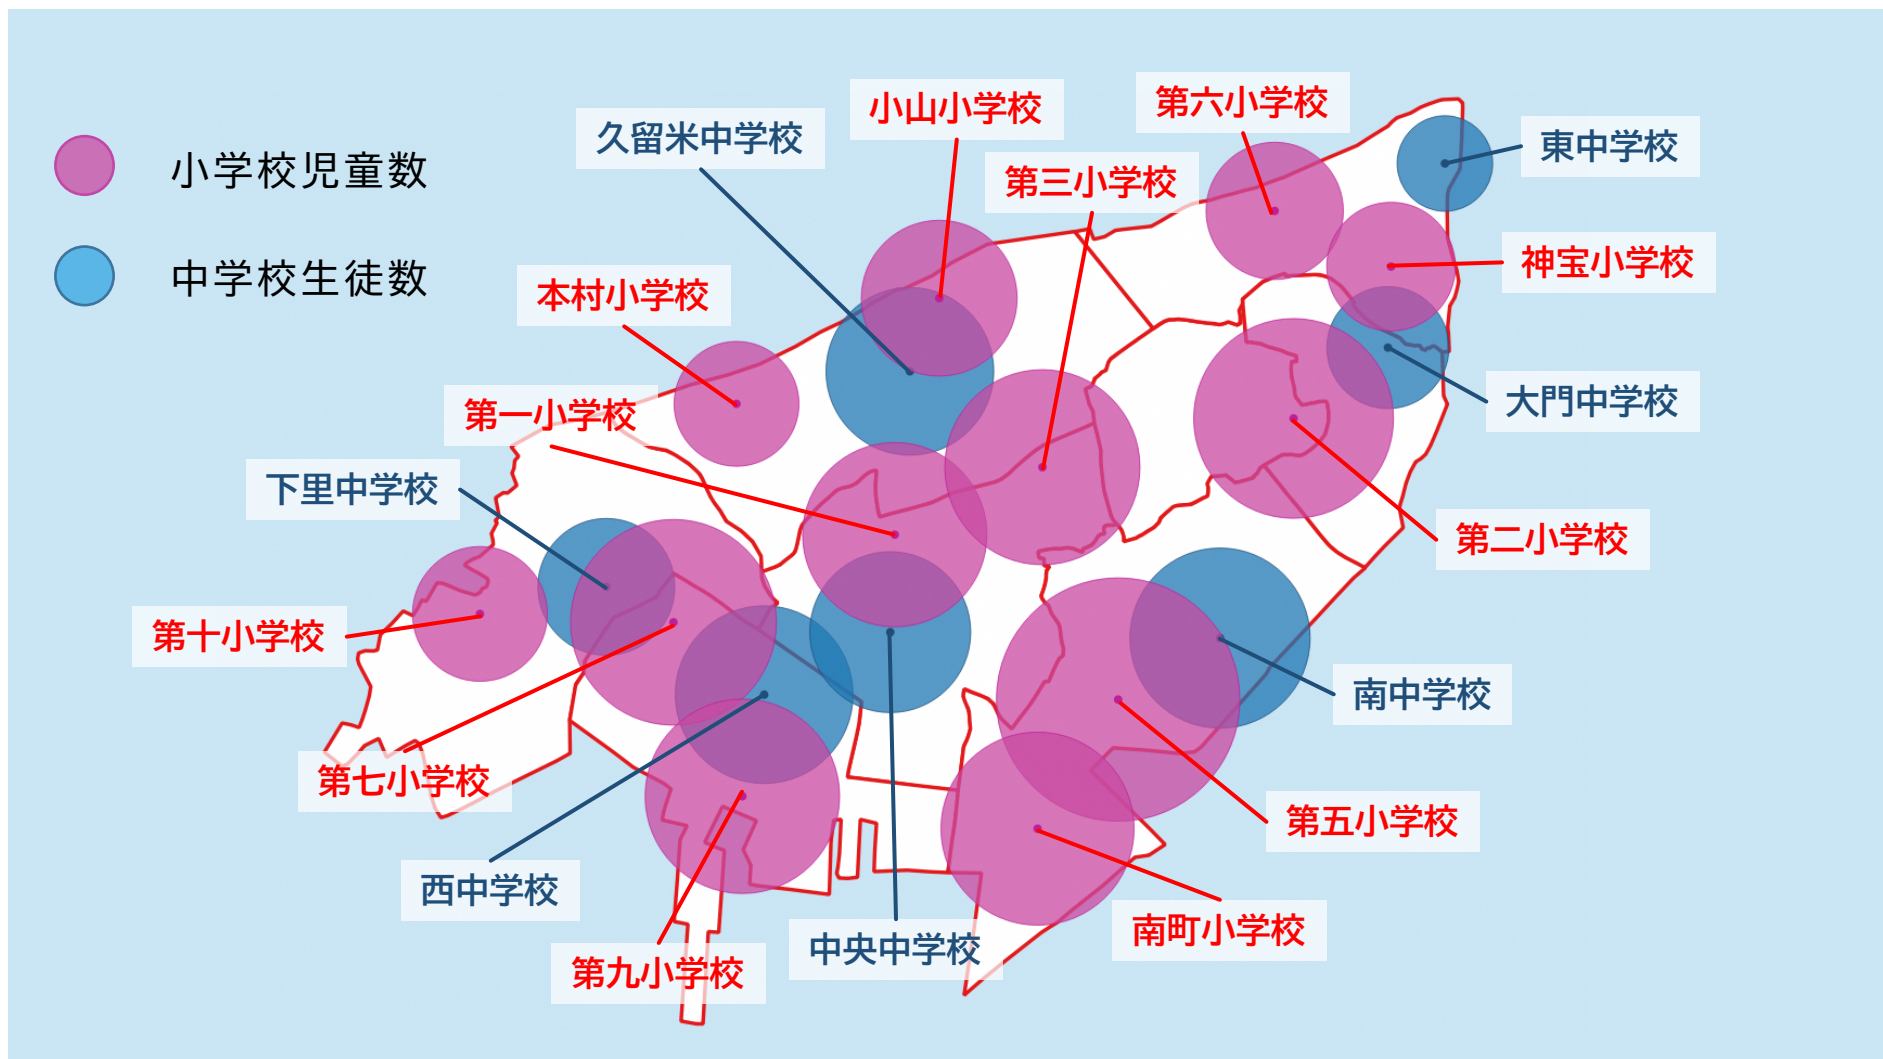 小学校児童数
中学校生徒数
小山小学校
第六小学校
久留米中学校
東中学校
第三小学校
神宝小学校
本村小学校
大門中学校
第一小学校
下里中学校
第二小学校
第十小学校
南中学校
第七小学校
第五小学校
西中学校
南町小学校
中央中学校
第九小学校